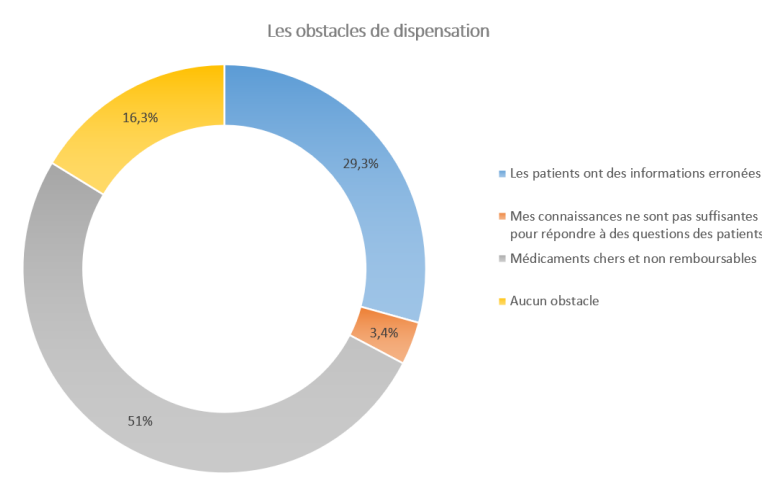 Les obstacles de dispensation
16,3%
29,3%
3,4%
51%
Les patients ont des informations erronées
Mes connaissances ne sont pas suffisantes
pour répondre à des questions des patients
Médicaments chers et non remboursables
Aucun obstacle